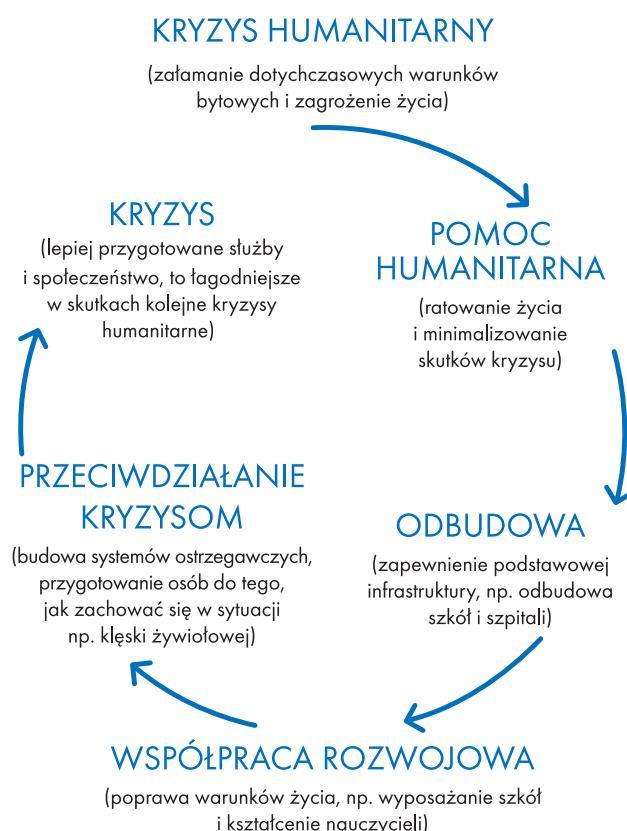 KRYZYS HUMANITARNY
(załamanie dotychczasowych warunków
bytowych i zagrożenie życia)
POMOC
HUMANITARNA
(ratowanie życia
i minimalizowanie
skutków kryzysu)
ODBUDOWA
(zapewnienie podstawowej
infrastruktury, np. odbudowa
szkół i szpitali)
WSPÓŁPRACA ROZWOJOWA
(poprawa warunków życia, np. wyposażanie szkół
i kształcenie nauczycieli)
PRZECIWDZIAŁANIE
KRYZYSOM
(budowa systemów ostrzegawczych,
przygotowanie osób do tego,
jak zachować się w sytuacji
np. klęski żywiołowej)
KRYZYS
(lepiej przygotowane służby
i społeczeństwo, to łagodniejsze
w skutkach kolejne kryzysy
humanitarne)